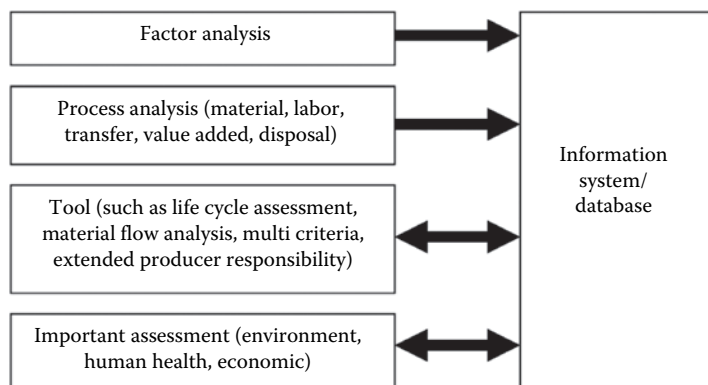 Factor analysis
Process analysis (material, labor,
transfer, value added, disposal)
Tool (such as life cycle assessment,
material flow analysis, multi criteria,
extended producer responsibility)
Important assessment (environment,
human health, economic)
Information
system/
database